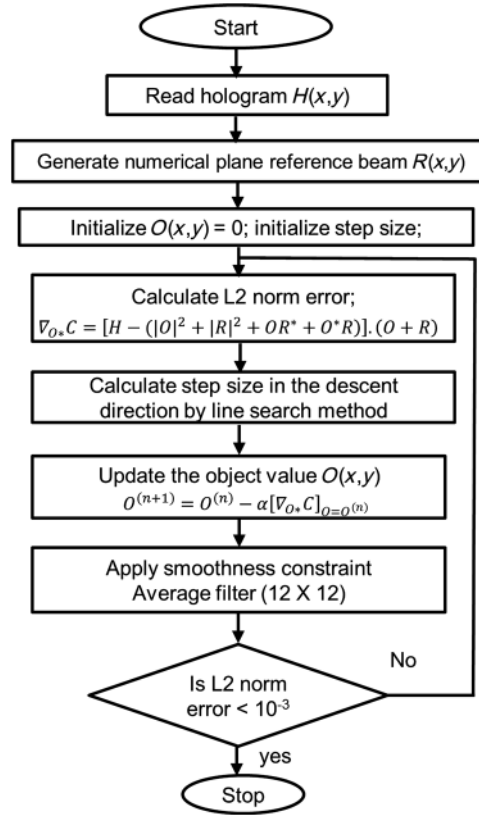 Start
Read hologram H(x,y)
Generate numerical plane reference beam R(x,y)
Initialize O(x,y) = 0; initialize step size;
Calculate L2 norm error;
∇_{O*}C = [H − (|O|² + |R|² + OR* + O*R)].(O + R)
Calculate step size in the descent
direction by line search method
Update the object value O(x,y)
O⁽ⁿ⁺¹⁾ = O⁽ⁿ⁾ − α[∇_{O*}C]_{O=O⁽ⁿ⁾}
Apply smoothness constraint
Average filter (12 X 12)
Is L2 norm
error < 10⁻³
No
yes
Stop